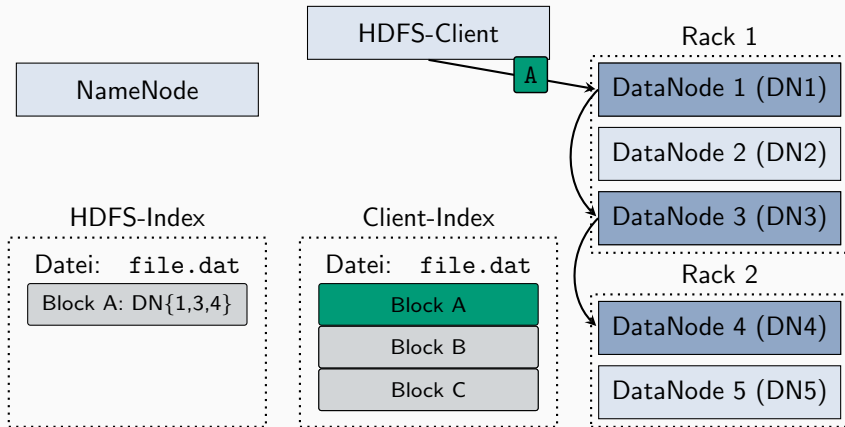 HDFS-Client
A
NameNode
Rack 1
DataNode 1 (DN1)
DataNode 2 (DN2)
DataNode 3 (DN3)
HDFS-Index
Datei: file.dat
Block A: DN{1,3,4}
Client-Index
Datei: file.dat
Block A
Block B
Block C
Rack 2
DataNode 4 (DN4)
DataNode 5 (DN5)